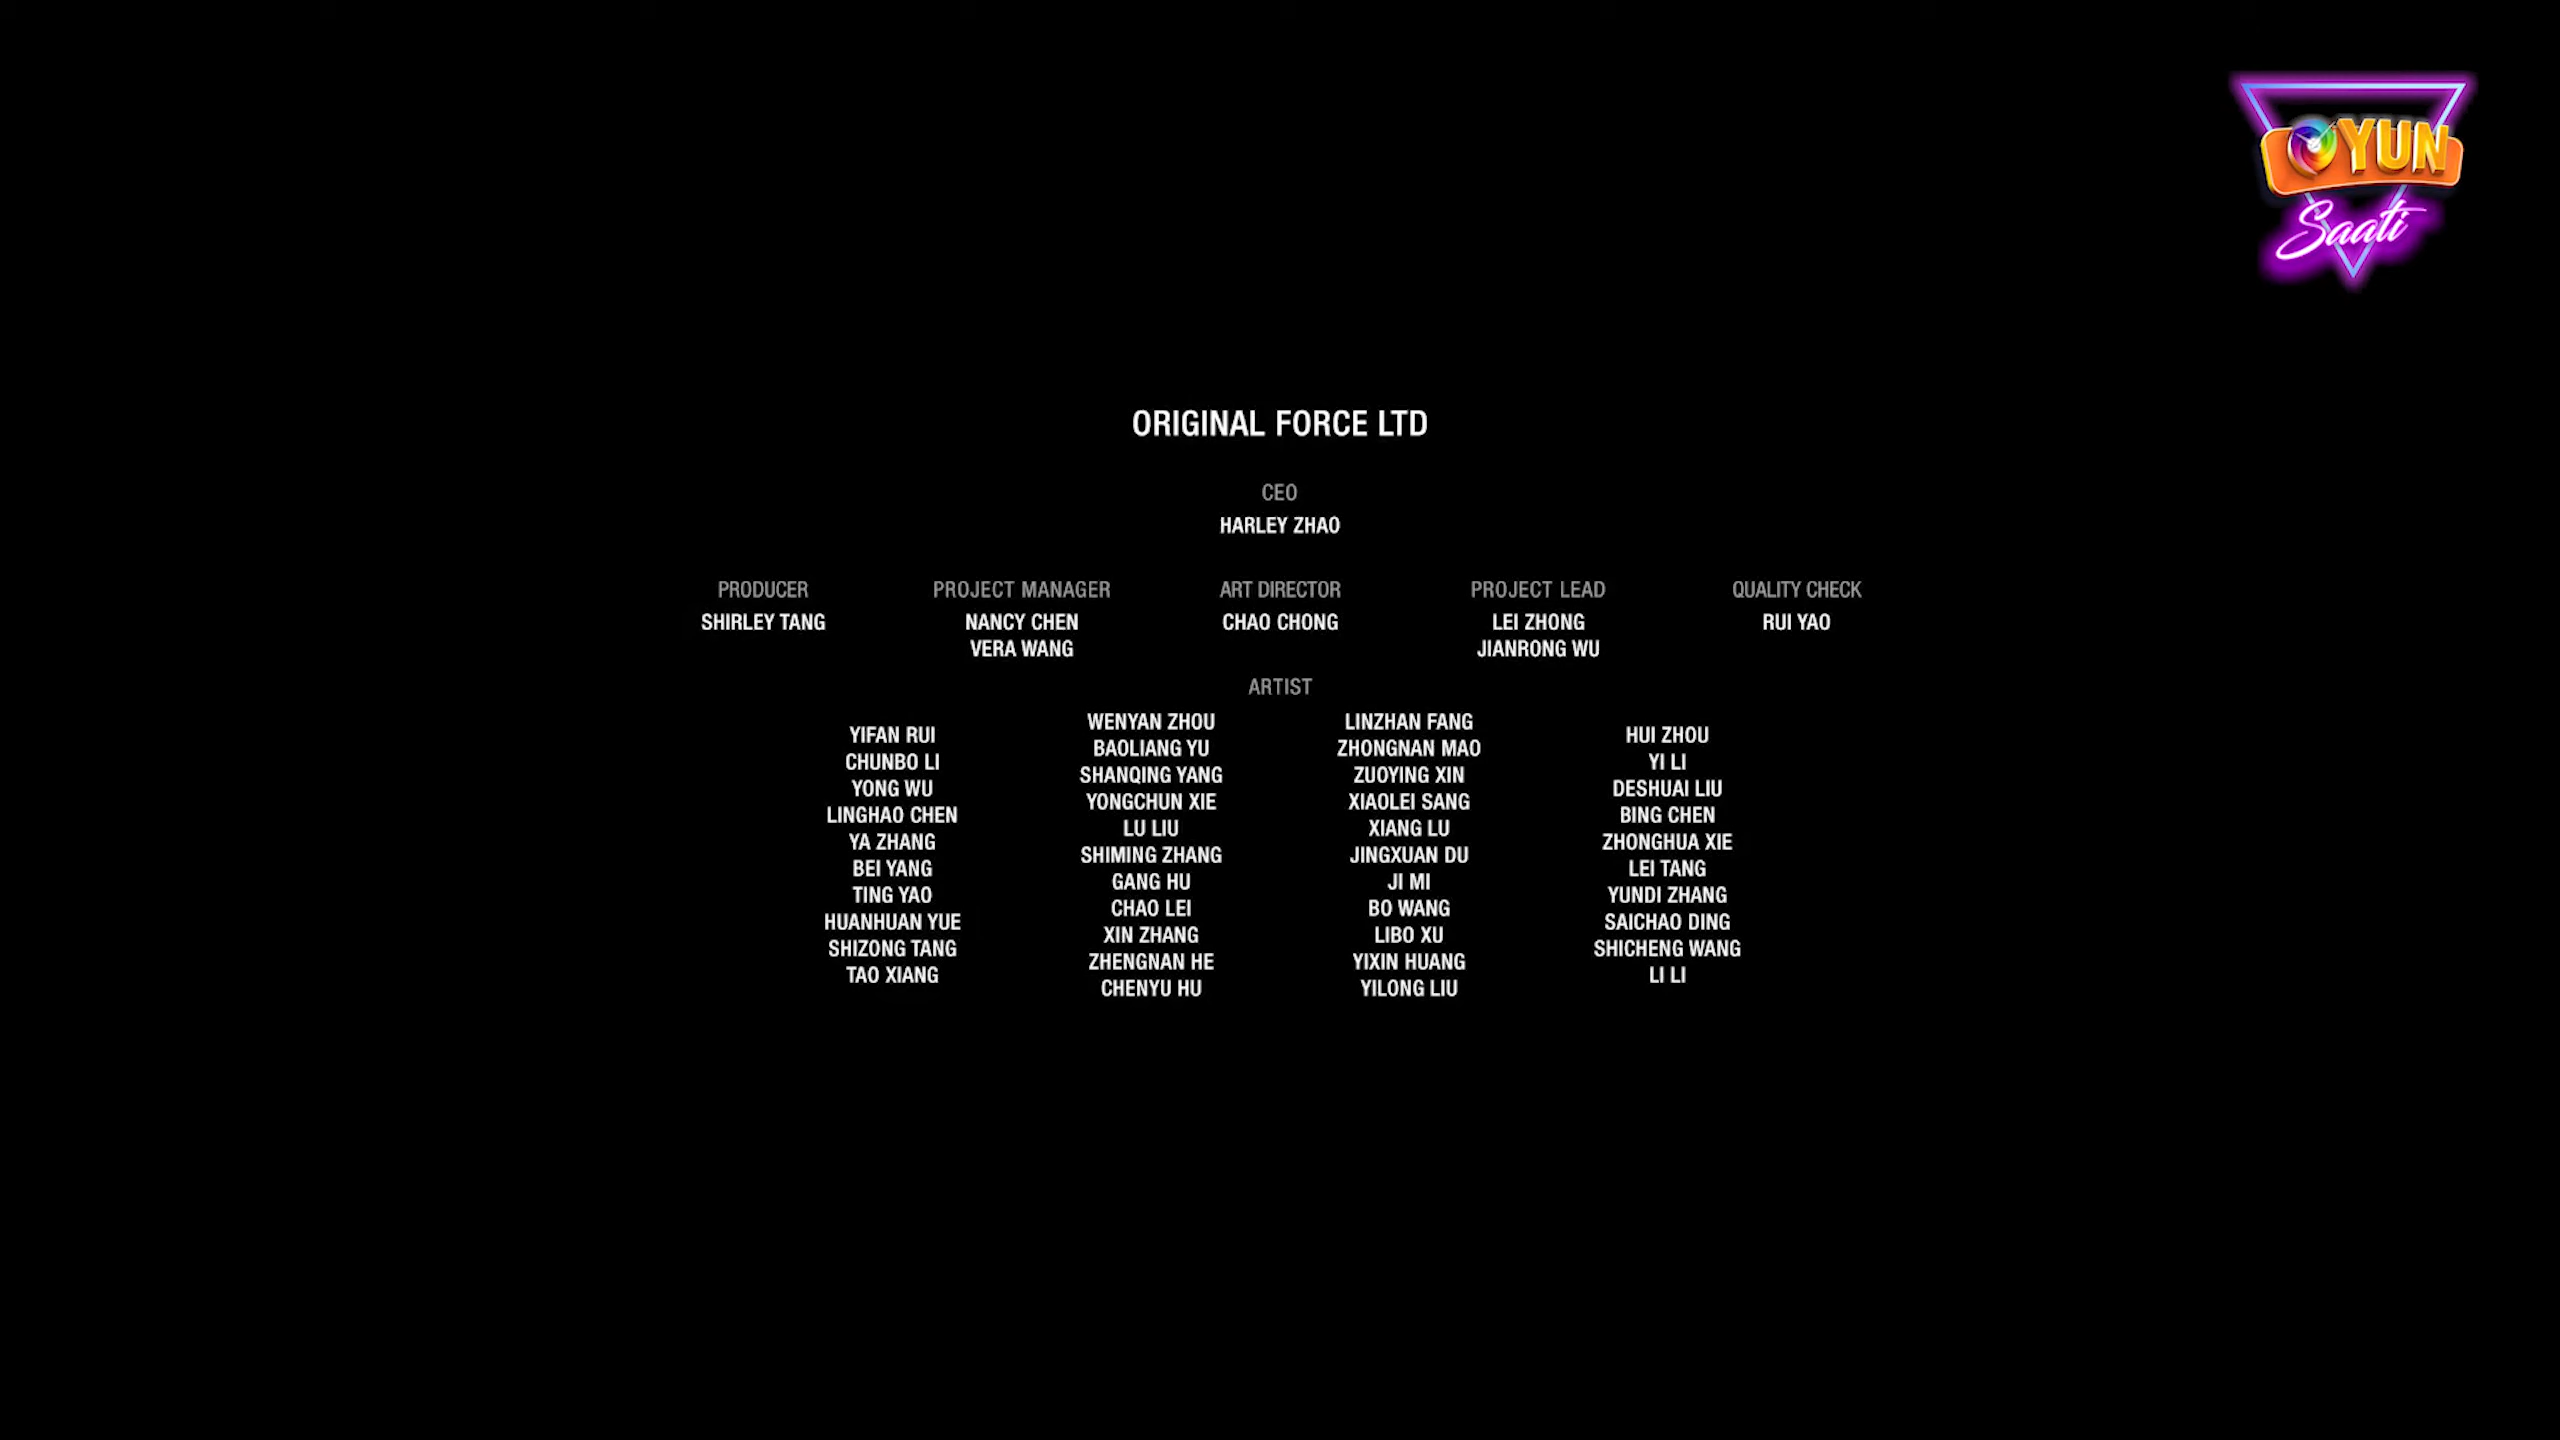 OYUN
Saati
ORIGINAL FORCE LTD
CEO
HARLEY ZHAO
PRODUCER
SHIRLEY TANG
PROJECT MANAGER
NANCY CHEN
VERA WANG
ART DIRECTOR
CHAO CHONG
PROJECT LEAD
LEI ZHONG
JIANRONG WU
QUALITY CHECK
RUI YAO
ARTIST
YIFAN RUI
CHUNBO LI
YONG WU
LINGHAO CHEN
YA ZHANG
BEI YANG
TING YAO
HUANHUAN YUE
SHIZONG TANG
TAO XIANG
WENYAN ZHOU
BAOLIANG YU
SHANQING YANG
YONGCHUN XIE
LU LIU
SHIMING ZHANG
GANG HU
CHAO LEI
XIN ZHANG
ZHENGNAN HE
CHENYU HU
LINZHAN FANG
ZHONGNAN MAO
ZUOYING XIN
XIAOLEI SANG
XIANG LU
JINGXUAN DU
JI MI
BO WANG
LIBO XU
YIXIN HUANG
YILONG LIU
HUI ZHOU
YI LI
DESHUAI LIU
BING CHEN
ZHONGHUA XIE
LEI TANG
YUNDI ZHANG
SAICHAO DING
SHICHENG WANG
LI LI